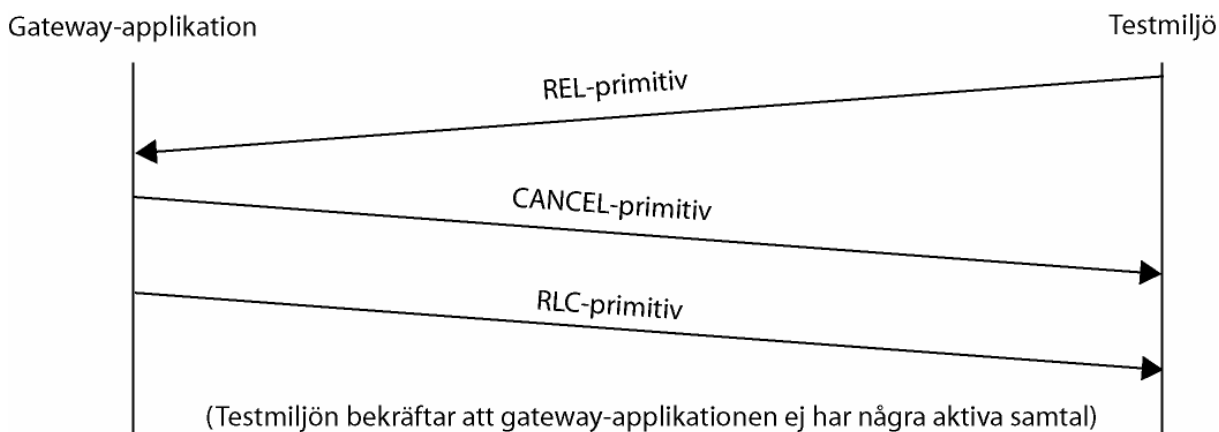 Gateway-applikation
Testmiljö
REL-primitiv
CANCEL-primitiv
RLC-primitiv
(Testmiljön bekräftar att gateway-applikationen ej har några aktiva samtal)